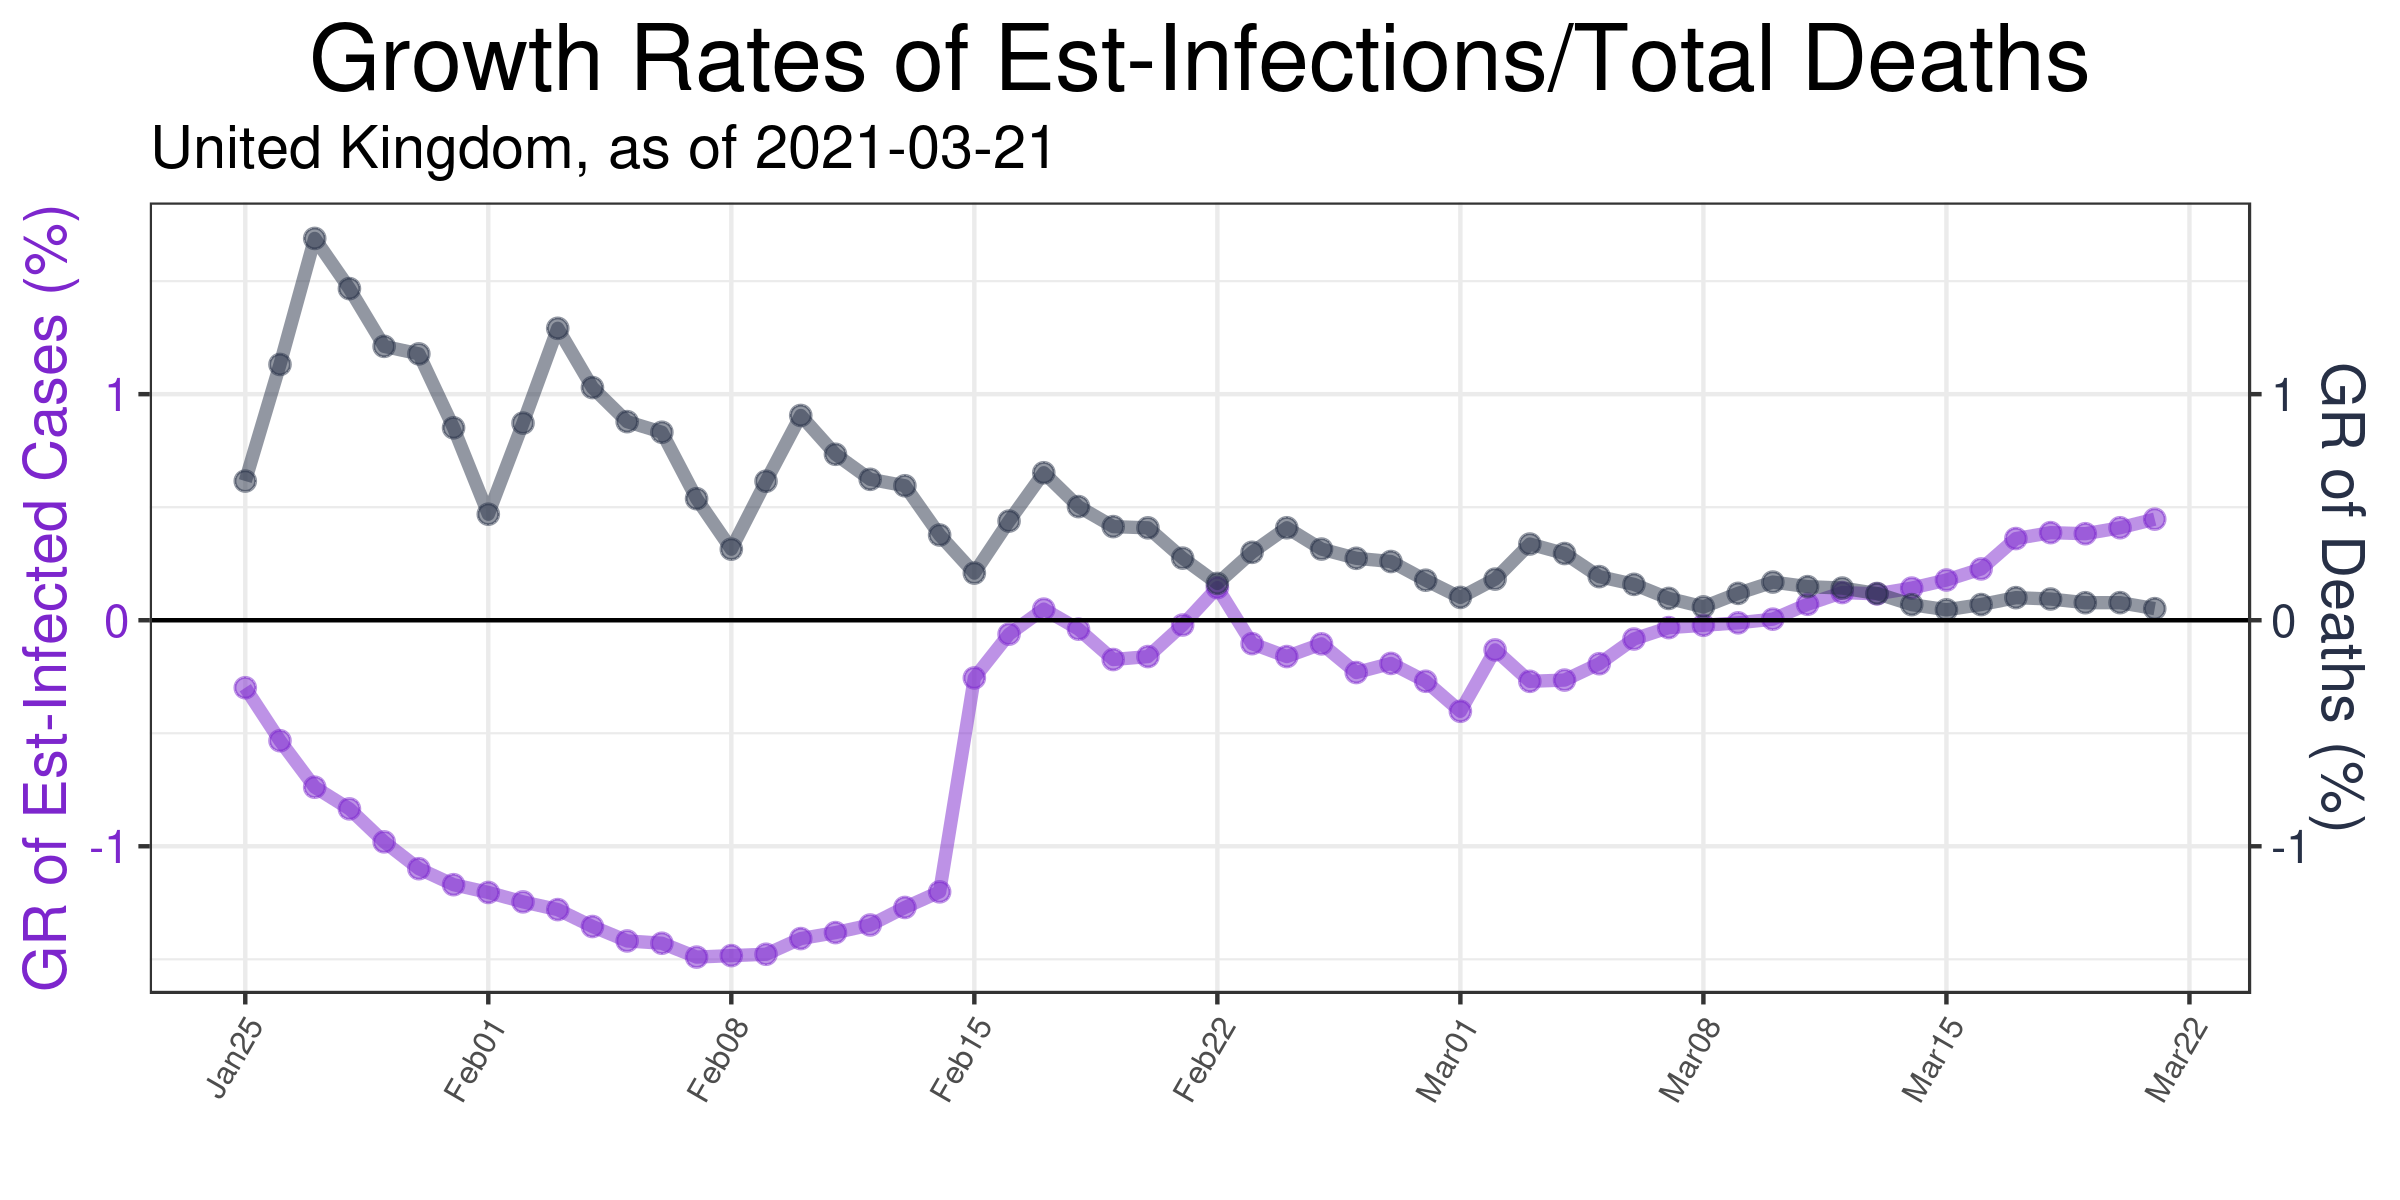 Growth Rates of Est-Infections/Total Deaths
United Kingdom, as of 2021-03-21
GR of Est-Infected Cases (%)
1
0
-1
1
0
-1
GR of Deaths (%)
Jan25
Feb01
Feb08
Feb15
Feb22
Mar01
Mar08
Mar15
Mar22